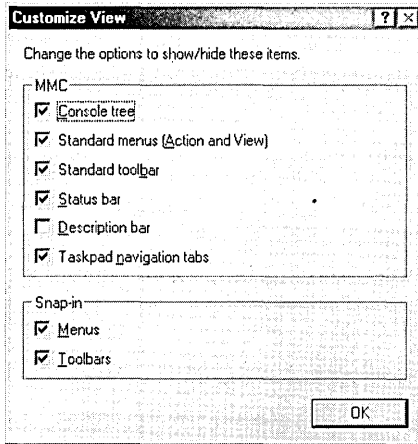 Customize View
Change the options to show/hide these items.
MMC
Console tree
Standard menus (Action and View)
Standard toolbar
Status bar
Description bar
Taskpad navigation tabs
Snap-in
Menus
Toolbars
OK